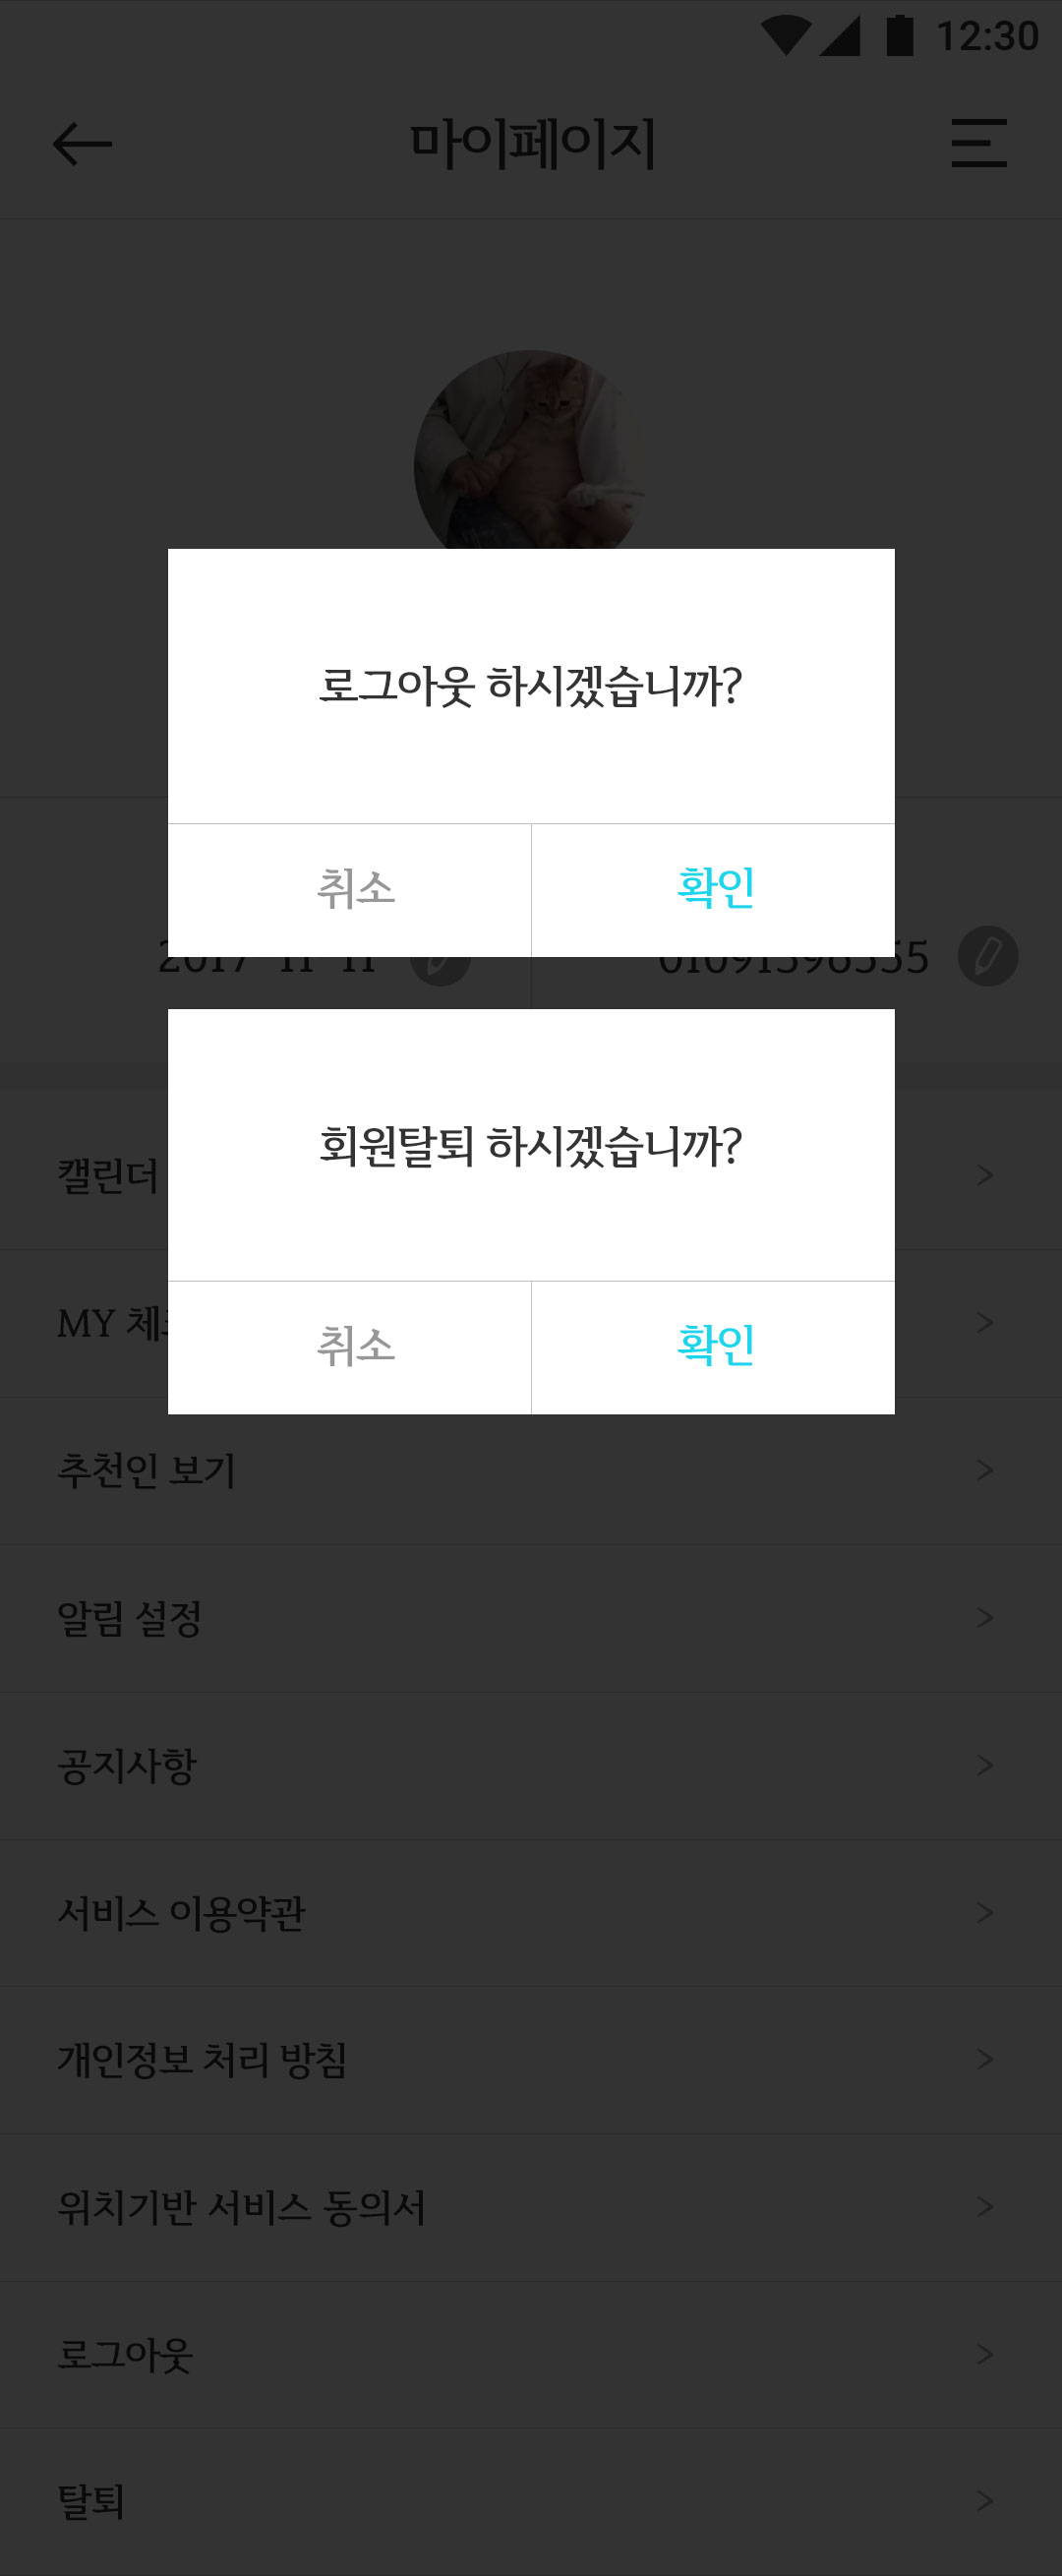 12:30
마이페이지
로그아웃 하시겠습니까?
취소
확인
회원탈퇴 하시겠습니까?
취소
확인
캘린더
MY
추천인 보기
알림 설정
공지사항
서비스 이용약관
개인정보 처리 방침
위치기반 서비스 동의서
로그아웃
탈퇴